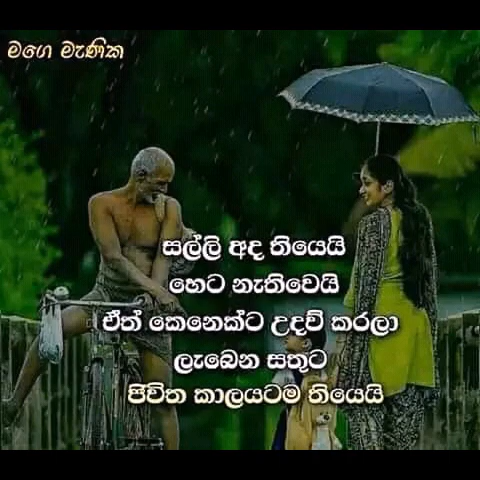 මගෙ මැණික
සල්ලි අද තියෙයි
හෙට නැතිවෙයි
ඒත් කෙනෙක්ට උදව් කරලා
ලැබෙන සතුට
ජීවිත කාලයටම තියෙයි